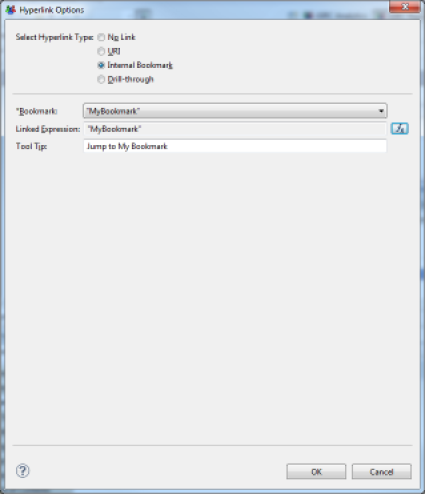 Hyperlink Options
Select Hyperlink Type: No Link
URI
Internal Bookmark
Drill-through
*Bookmark: "MyBookmark"
Linked Expression: "MyBookmark" fx
Tool Tip: Jump to My Bookmark
? OK Cancel